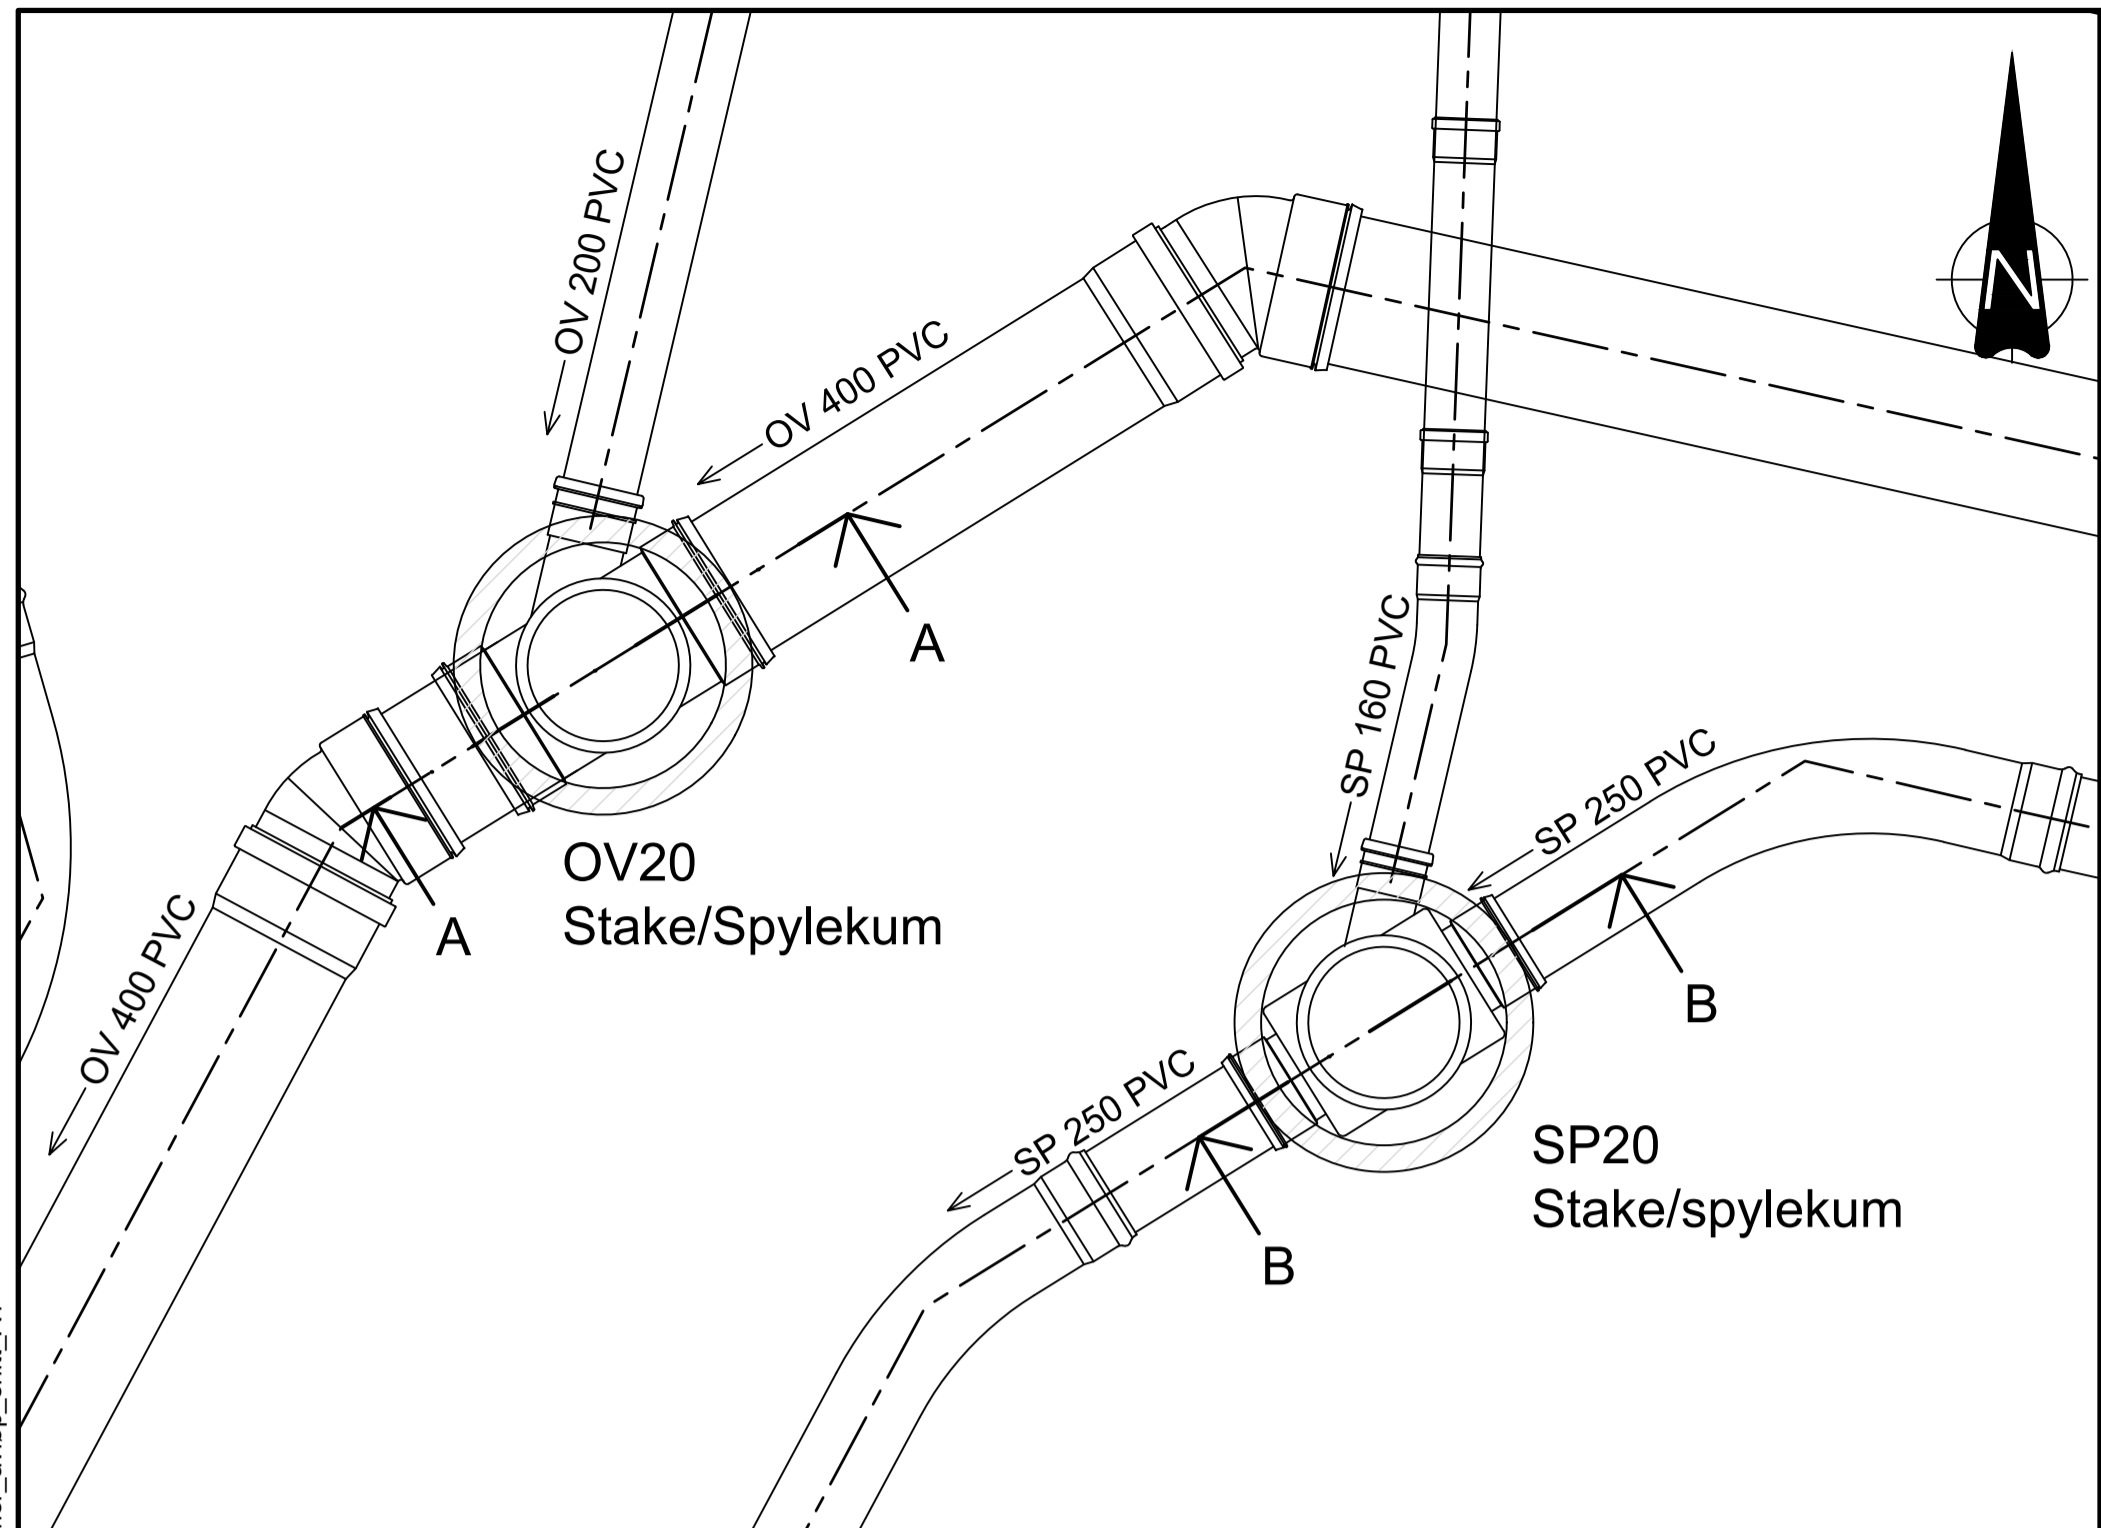 OV 200 PVC
OV 400 PVC
N
A
SP 160 PVC
SP 250 PVC
OV20
Stake/Spylekum
A
OV 400 PVC
B
SP 250 PVC
SP20
Stake/spylekum
B